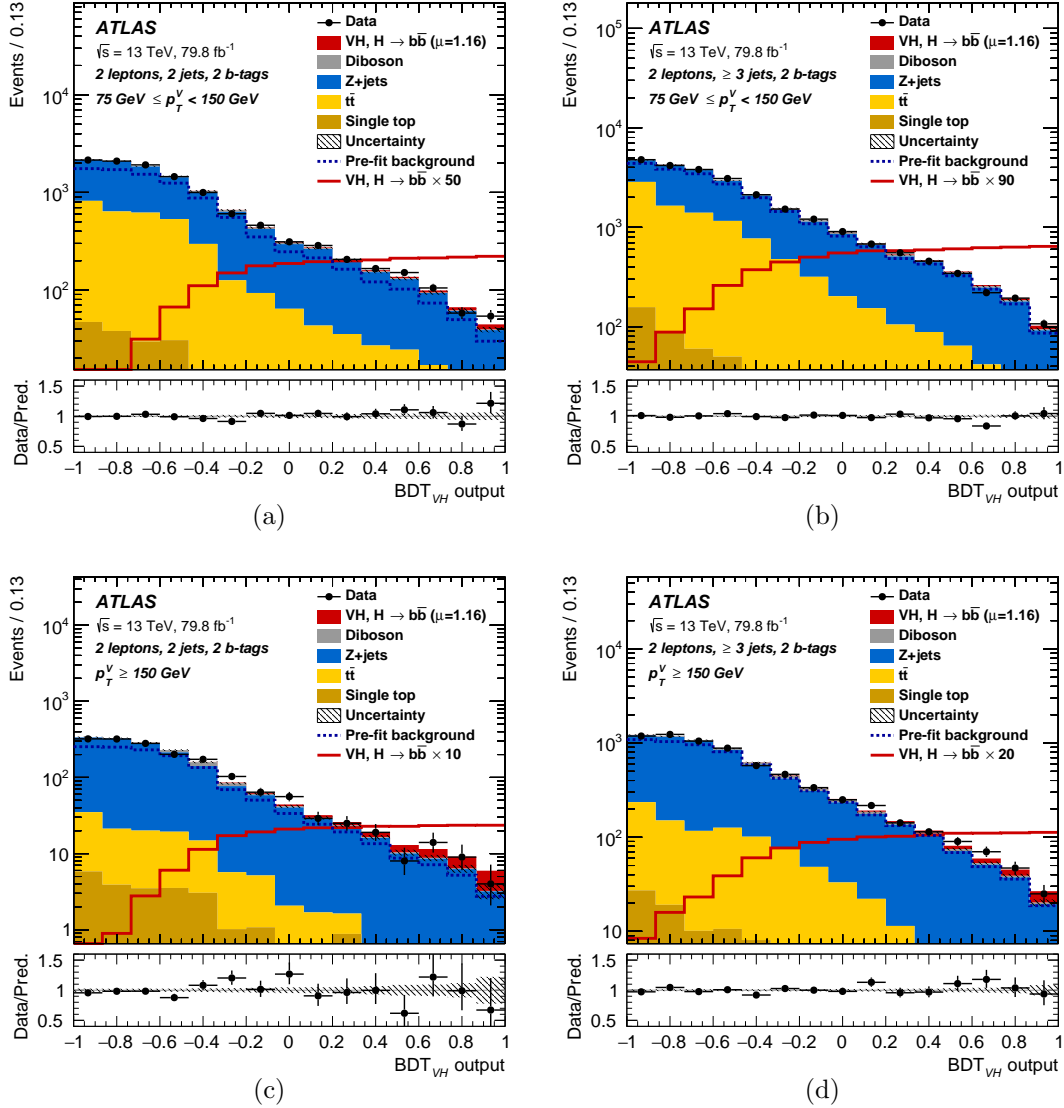 Events / 0.13
10³
10²
ATLAS
√s = 13 TeV, 79.8 fb⁻¹
2 leptons, 2 jets, 2 b-tags
75 GeV ≤ p_T^V < 150 GeV
Data
VH, H → bb̅ (μ=1.16)
Diboson
Z+jets
tt̅
Single top
Uncertainty
Pre-fit background
VH, H → bb̅ × 50
Data/Pred.
1.5
1
0.5
−1 −0.8 −0.6 −0.4 −0.2 0 0.2 0.4 0.6 0.8 1
BDT_VH output
(a)
Events / 0.13
10⁵
10⁴
10³
10²
ATLAS
√s = 13 TeV, 79.8 fb⁻¹
2 leptons, ≥ 3 jets, 2 b-tags
75 GeV ≤ p_T^V < 150 GeV
Data
VH, H → bb̅ (μ=1.16)
Diboson
Z+jets
tt̅
Single top
Uncertainty
Pre-fit background
VH, H → bb̅ × 90
Data/Pred.
1.5
1
0.5
−1 −0.8 −0.6 −0.4 −0.2 0 0.2 0.4 0.6 0.8 1
BDT_VH output
(b)
Events / 0.13
10⁴
10³
10²
10
1
ATLAS
√s = 13 TeV, 79.8 fb⁻¹
2 leptons, 2 jets, 2 b-tags
p_T^V ≥ 150 GeV
Data
VH, H → bb̅ (μ=1.16)
Diboson
Z+jets
tt̅
Single top
Uncertainty
Pre-fit background
VH, H → bb̅ × 10
Data/Pred.
1.5
1
0.5
−1 −0.8 −0.6 −0.4 −0.2 0 0.2 0.4 0.6 0.8 1
BDT_VH output
(c)
Events / 0.13
10⁴
10³
10²
10
ATLAS
√s = 13 TeV, 79.8 fb⁻¹
2 leptons, ≥ 3 jets, 2 b-tags
p_T^V ≥ 150 GeV
Data
VH, H → bb̅ (μ=1.16)
Diboson
Z+jets
tt̅
Single top
Uncertainty
Pre-fit background
VH, H → bb̅ × 20
Data/Pred.
1.5
1
0.5
−1 −0.8 −0.6 −0.4 −0.2 0 0.2 0.4 0.6 0.8 1
BDT_VH output
(d)